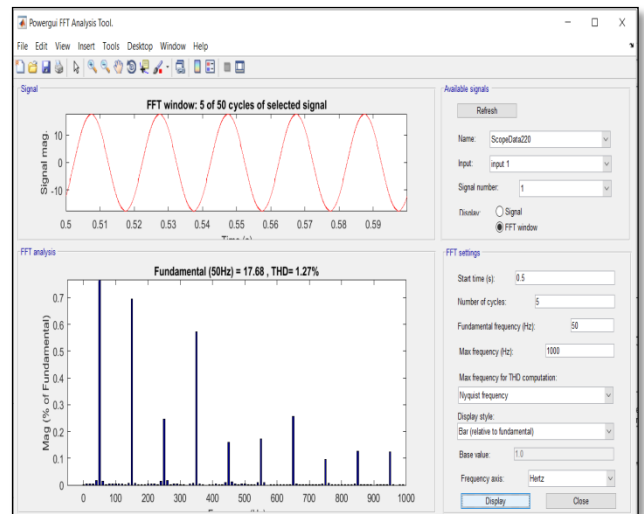 Powergui FFT Analysis Tool.
File Edit View Insert Tools Desktop Window Help
Signal
FFT window: 5 of 50 cycles of selected signal
Signal mag.
10
0
-10
0.5 0.51 0.52 0.53 0.54 0.55 0.56 0.57 0.58 0.59
Time (s)
FFT analysis
Fundamental (50Hz) = 17.68 , THD= 1.27%
Mag (% of Fundamental)
0.7
0.6
0.5
0.4
0.3
0.2
0.1
0
0 100 200 300 400 500 600 700 800 900 1000
Available signals
Refresh
Name: ScopeData220
Input: input 1
Signal number: 1
Display: Signal
FFT window
FFT settings
Start time (s): 0.5
Number of cycles: 5
Fundamental frequency (Hz): 50
Max frequency (Hz): 1000
Max frequency for THD computation:
Nyquist frequency
Display style:
Bar (relative to fundamental)
Base value: 1.0
Frequency axis: Hertz
Display Close